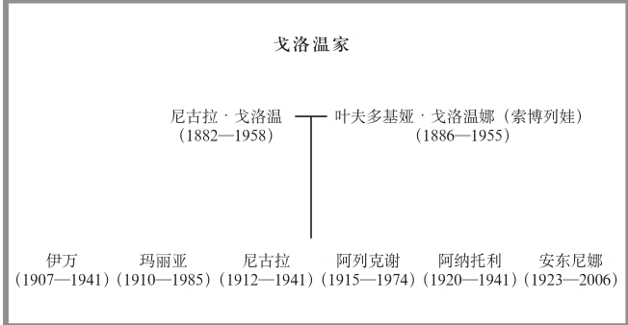 戈洛温家
尼古拉·戈洛温 叶夫多基娅·戈洛温娜（索博列娃）
（1882—1958） （1886—1955）
伊万 玛丽亚 尼古拉 阿列克谢 阿纳托利 安东尼娜
（1907—1941）（1910—1985）（1912—1941）（1915—1974）（1920—1941）（1923—2006）